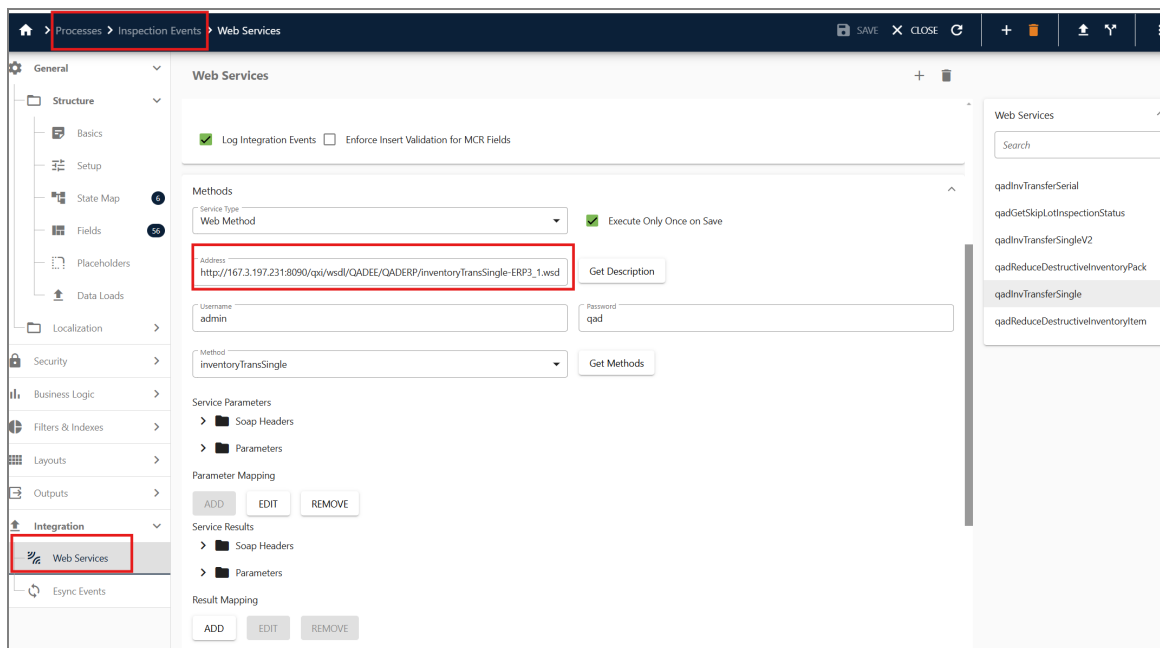 Processes > Inspection Events > Web Services
SAVE
CLOSE
General
Structure
Basics
Setup
State Map 6
Fields 56
Placeholders
Data Loads
Localization
Security
Business Logic
Filters & Indexes
Layouts
Outputs
Integration
Web Services
Esync Events
Web Services
Log Integration Events
Enforce Insert Validation for MCR Fields
Methods
Service Type
Web Method
Execute Only Once on Save
Address
http://167.3.197.231:8090/qxi/wsdl/QADEE/QADERP/inventoryTransSingle-ERP3_1.wsd
Get Description
Username
admin
Password
qad
Method
inventoryTransSingle
Get Methods
Service Parameters
Soap Headers
Parameters
Parameter Mapping
ADD
EDIT
REMOVE
Service Results
Soap Headers
Parameters
Result Mapping
ADD
EDIT
REMOVE
Web Services
Search
qadInvTransferSerial
qadGetSkipLotInspectionStatus
qadInvTransferSingleV2
qadReduceDestructiveInventoryPack
qadInvTransferSingle
qadReduceDestructiveInventoryItem